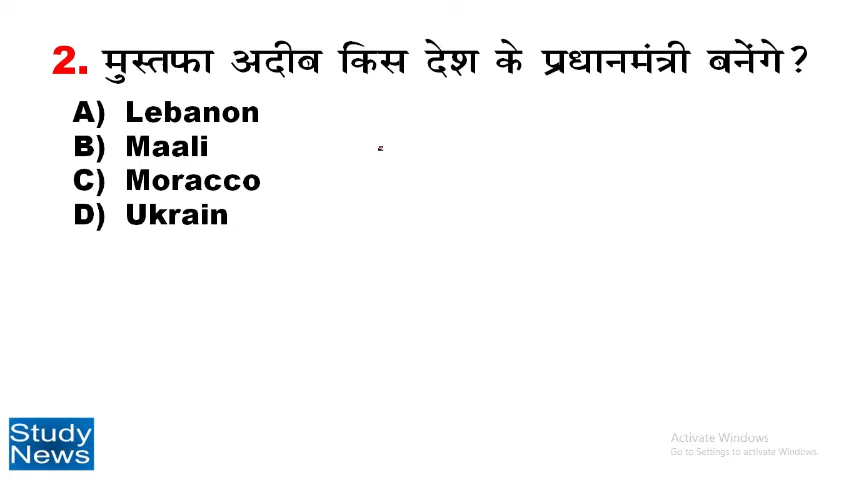 2. मुस्तफा अदीब किस देश के प्रधानमंत्री बनेंगे?
A) Lebanon
B) Maali
C) Moracco
D) Ukrain
Study
News
Activate Windows
Go to Settings to activate Windows.